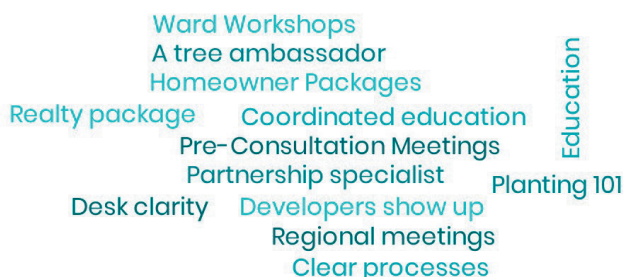 Ward Workshops
A tree ambassador
Homeowner Packages
Education
Realty package
Coordinated education
Pre-Consultation Meetings
Partnership specialist
Planting 101
Desk clarity
Developers show up
Regional meetings
Clear processes